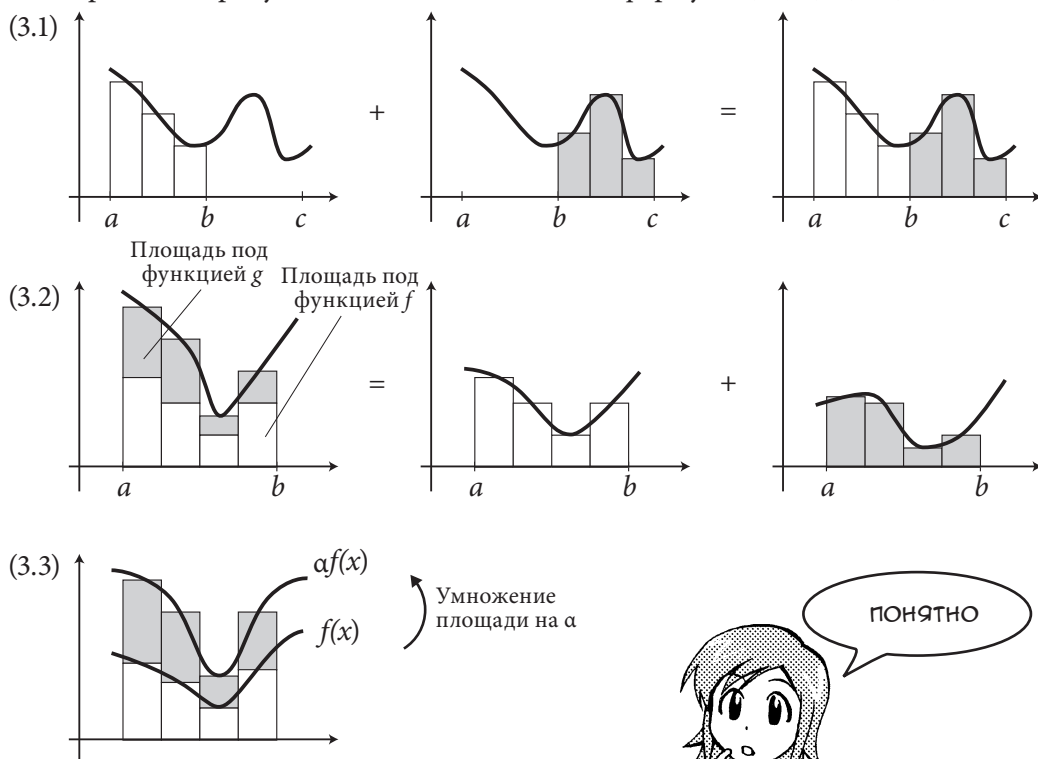 (3.1)
+
=
a
b
c
a
b
c
a
b
c
Площадь под
функцией g
Площадь под
функцией f
(3.2)
=
+
a
b
a
b
a
b
(3.3)
αf(x)
f(x)
Умножение
площади на α
ПОНЯТНО